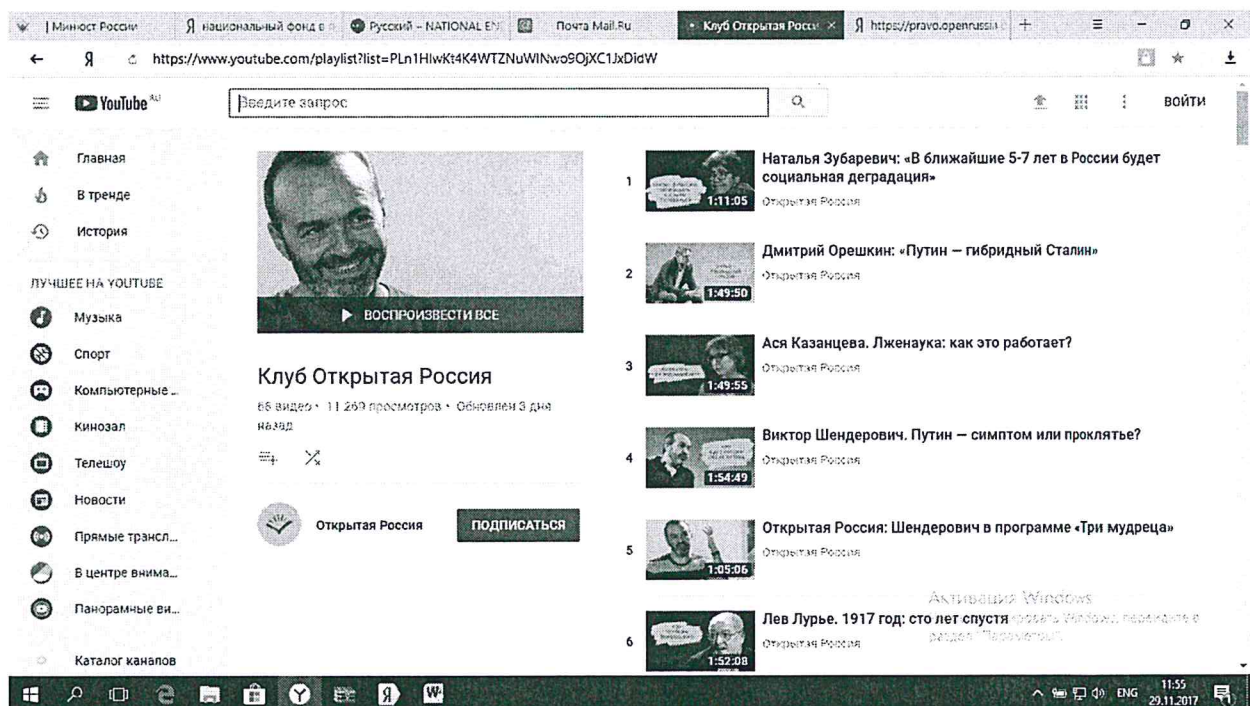 Минюст России
национальный фонд в
Русский – NATIONAL EN
Почта Mail.Ru
Клуб Открытая Росси
https://pravo.openrussia
Я
https://www.youtube.com/playlist?list=PLn1HIwKt4K4WTZNuWINwo9OjXC1JxDidW
YouTube RU
Введите запрос
ВОЙТИ
Главная
В тренде
История
ЛУЧШЕЕ НА YOUTUBE
Музыка
Спорт
Компьютерные ...
Кинозал
Телешоу
Новости
Прямые трансл...
В центре внима...
Панорамные ви...
Каталог каналов
ВОСПРОИЗВЕСТИ ВСЕ
Клуб Открытая Россия
66 видео • 11 269 просмотров • Обновлен 3 дня
назад
Открытая Россия
ПОДПИСАТЬСЯ
1
1:11:05
Наталья Зубаревич: «В ближайшие 5-7 лет в России будет
социальная деградация»
Открытая Россия
2
1:49:50
Дмитрий Орешкин: «Путин — гибридный Сталин»
Открытая Россия
3
1:49:55
Ася Казанцева. Лженаука: как это работает?
Открытая Россия
4
1:54:49
Виктор Шендерович. Путин — симптом или проклятье?
Открытая Россия
5
1:05:06
Открытая Россия: Шендерович в программе «Три мудреца»
Открытая Россия
6
1:52:08
Лев Лурье. 1917 год: сто лет спустя
Открытая Россия
Активация Windows
Windows, перейдите в
раздел "Параметры".
ENG
11:55
29.11.2017